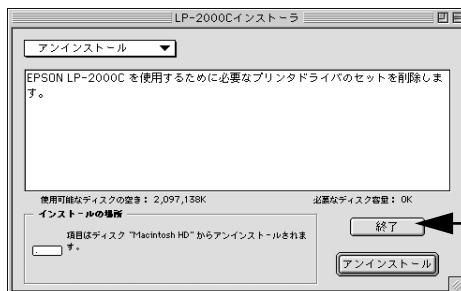 LP-2000Cインストーラ
アンインストール
EPSON LP-2000C を使用するために必要なプリンタドライバのセットを削除しま
す。
使用可能なディスクの空き： 2,097,138K
必要なディスク容量： 0K
インストールの場所
項目はディスク "Macintosh HD" からアンインストールされま
す。
終了
アンインストール